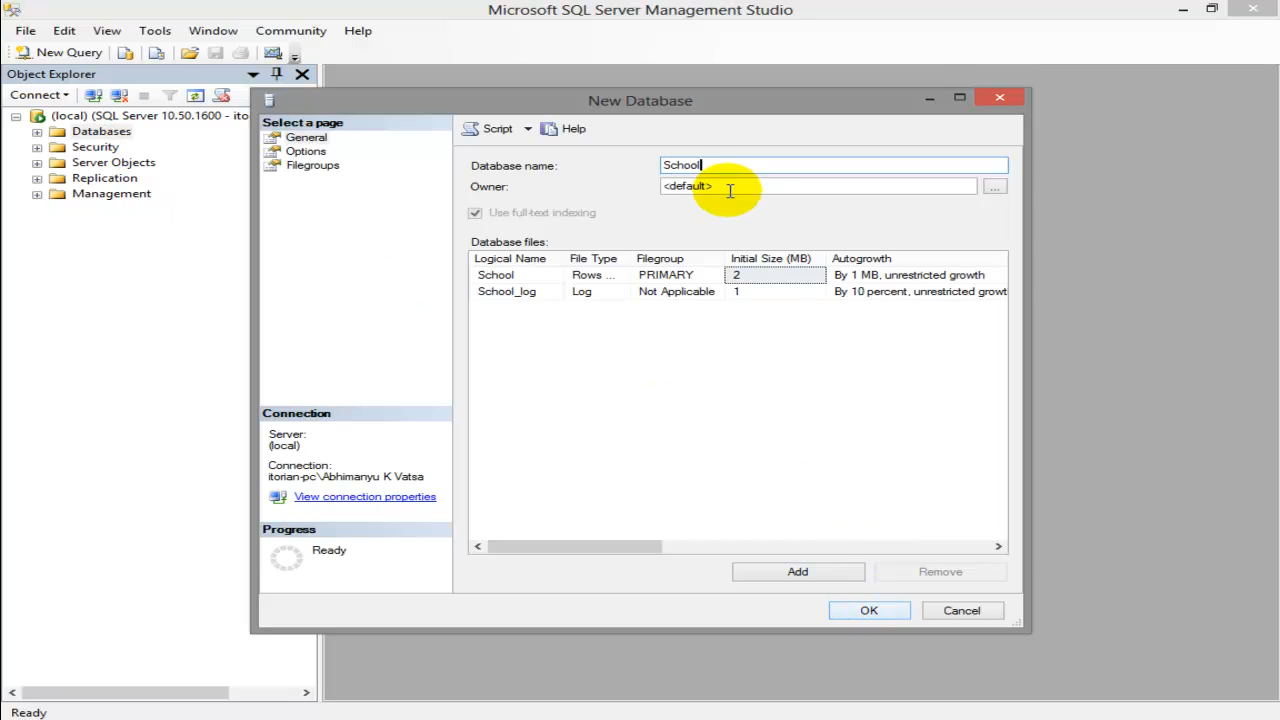 Microsoft SQL Server Management Studio
File Edit View Tools Window Community Help
New Query
Object Explorer
Connect
(local) (SQL Server 10.50.1600 - ito
Databases
Security
Server Objects
Replication
Management
New Database
Select a page
General
Options
Filegroups
Script Help
Database name: School
Owner: <default> ...
Use full-text indexing
Database files:
Logical Name File Type Filegroup Initial Size (MB) Autogrowth
School Rows ... PRIMARY 2 By 1 MB, unrestricted growth
School_log Log Not Applicable 1 By 10 percent, unrestricted growt
Connection
Server:
(local)
Connection:
itorian-pc\Abhimanyu K Vatsa
View connection properties
Progress
Ready
Add Remove
OK Cancel
Ready